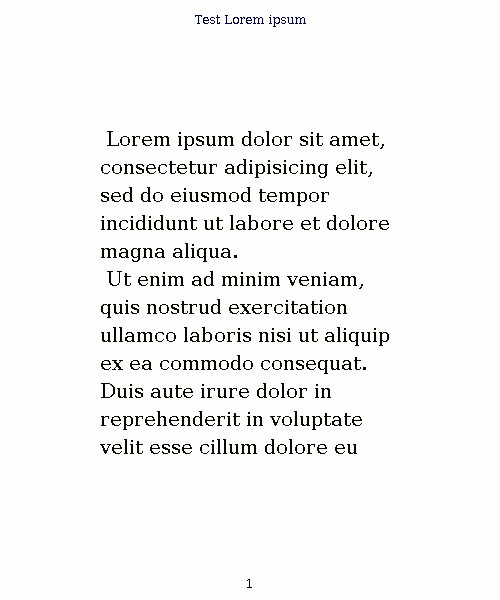 Test Lorem ipsum
Lorem ipsum dolor sit amet,
consectetur adipisicing elit,
sed do eiusmod tempor
incididunt ut labore et dolore
magna aliqua.
Ut enim ad minim veniam,
quis nostrud exercitation
ullamco laboris nisi ut aliquip
ex ea commodo consequat.
Duis aute irure dolor in
reprehenderit in voluptate
velit esse cillum dolore eu
1